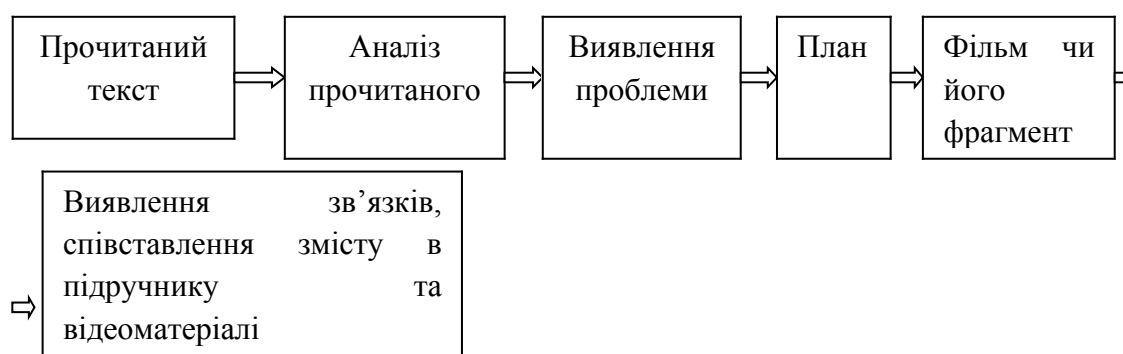 Прочитаний
текст
Аналіз
прочитаного
Виявлення
проблеми
План
Фільм чи
його
фрагмент
Виявлення зв’язків,
співставлення змісту в
підручнику та
відеоматеріалі